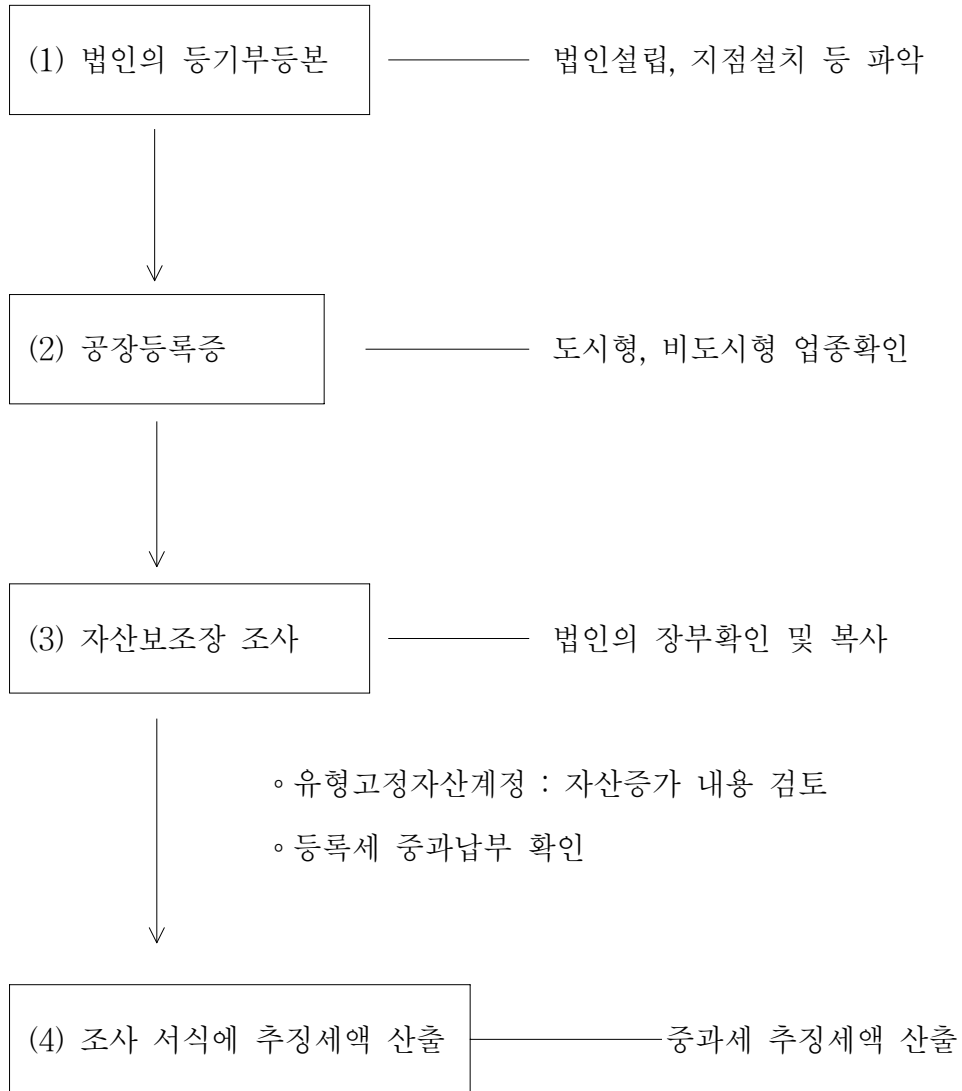 (1) 법인의 등기부등본 법인설립, 지점설치 등 파악
(2) 공장등록증 도시형, 비도시형 업종확인
(3) 자산보조장 조사 법인의 장부확인 및 복사
◦유형고정자산계정 : 자산증가 내용 검토
◦등록세 중과납부 확인
(4) 조사 서식에 추징세액 산출 중과세 추징세액 산출